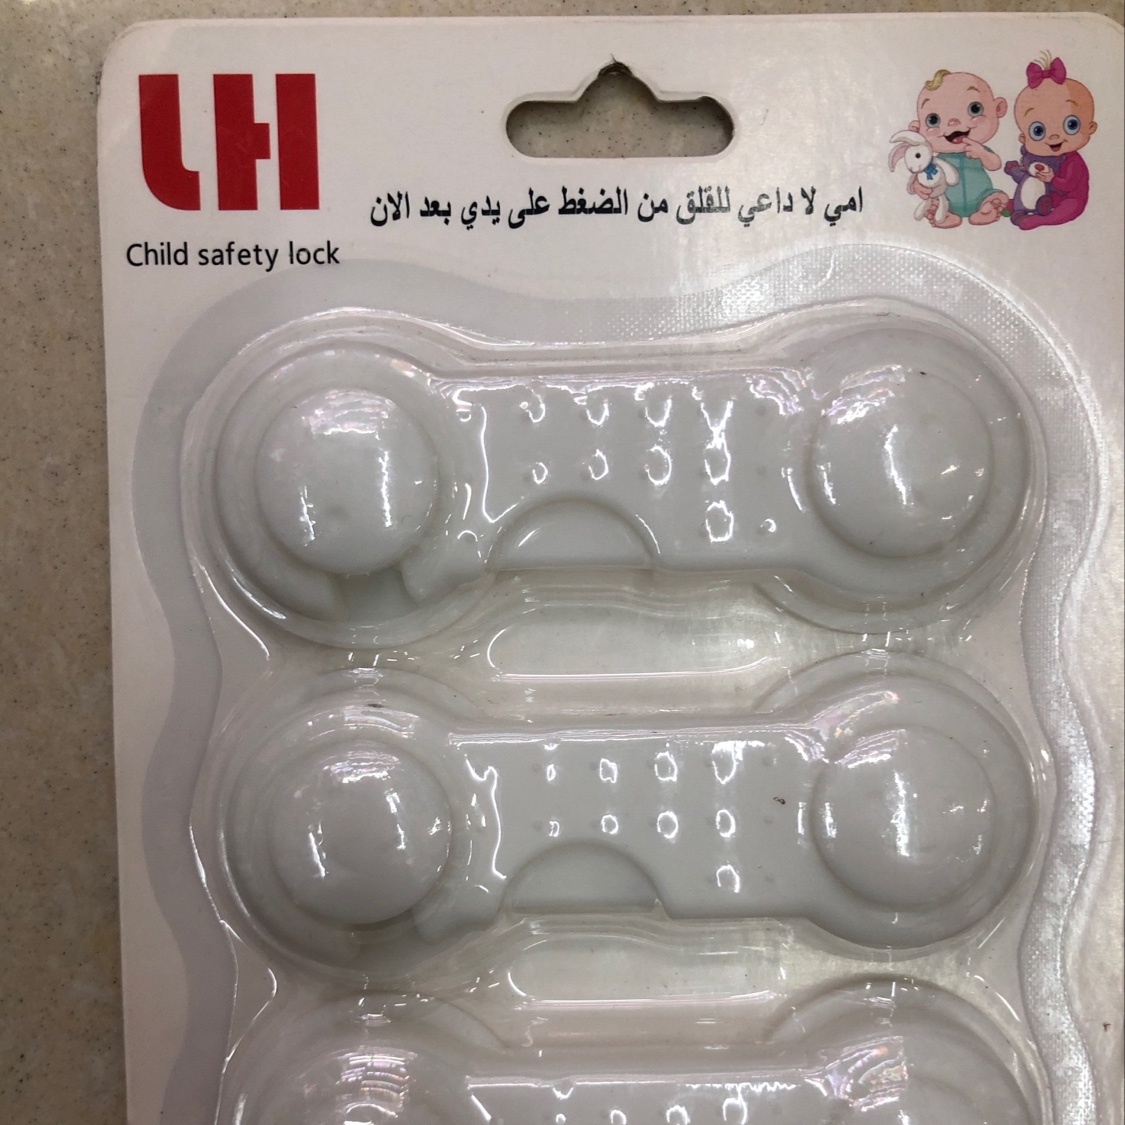 LH
امي لا داعي للقلق من الضغط على يدي بعد الان
Child safety lock